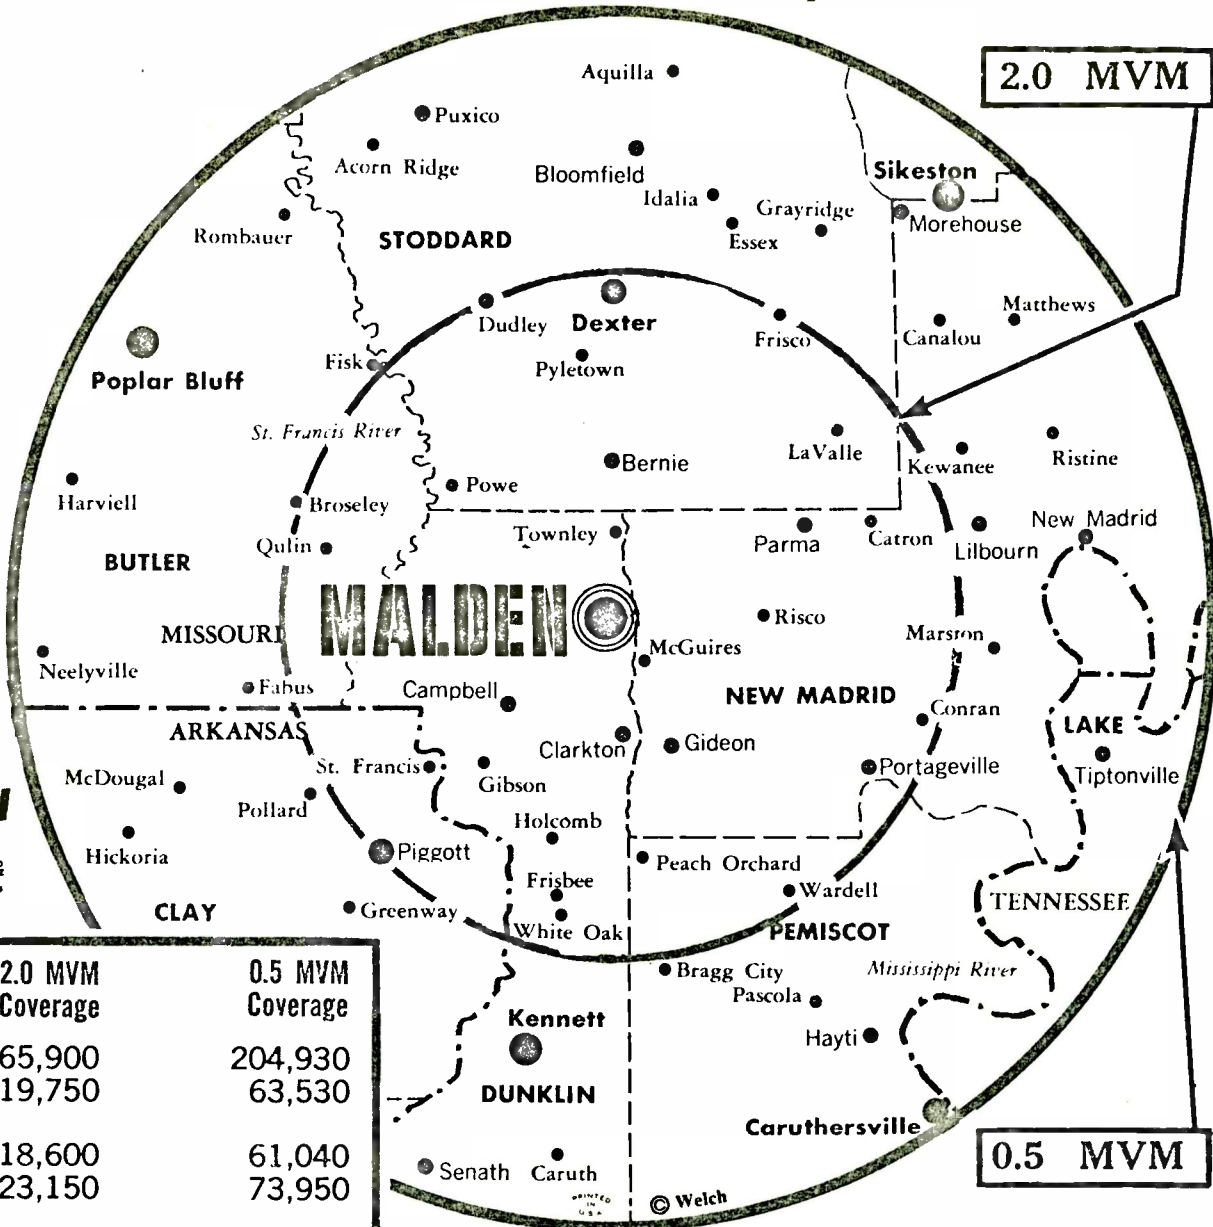 Aquilla
2.0 MVM
Puxico
Acorn Ridge
Bloomfield
Sikeston
Idalia
Grayridge
Morehouse
Rombauer
STODDARD
Essex
Matthews
Dudley
Dexter
Frisco
Canalou
Fisk
Pyletown
Poplar Bluff
St. Francis River
LaValle
Kewanee
Ristine
Bernie
Harviell
Powe
Broseley
Townley
Parma
Catron
Lilbourn
New Madrid
Qulin
BUTLER
MALDEN
Risco
MISSOURI
McGuires
Marston
Neelyville
Fabus
Campbell
NEW MADRID
Conran
ARKANSAS
Clarkton
Gideon
LAKE
McDougal
St. Francis
Gibson
Portageville
Tiptonville
Pollard
Holcomb
Hickoria
Piggott
Peach Orchard
Frisbee
Wardell
TENNESSEE
CLAY
Greenway
White Oak
PEMISCOT
2.0 MVM 0.5 MVM
Coverage Coverage
65,900 204,930
19,750 63,530
18,600 61,040
23,150 73,950
Bragg City
Mississippi River
Pascola
Kennett
Hayti
DUNKLIN
Caruthersville
0.5 MVM
Senath
Caruth
PRINTED
IN
U S A
© Welch